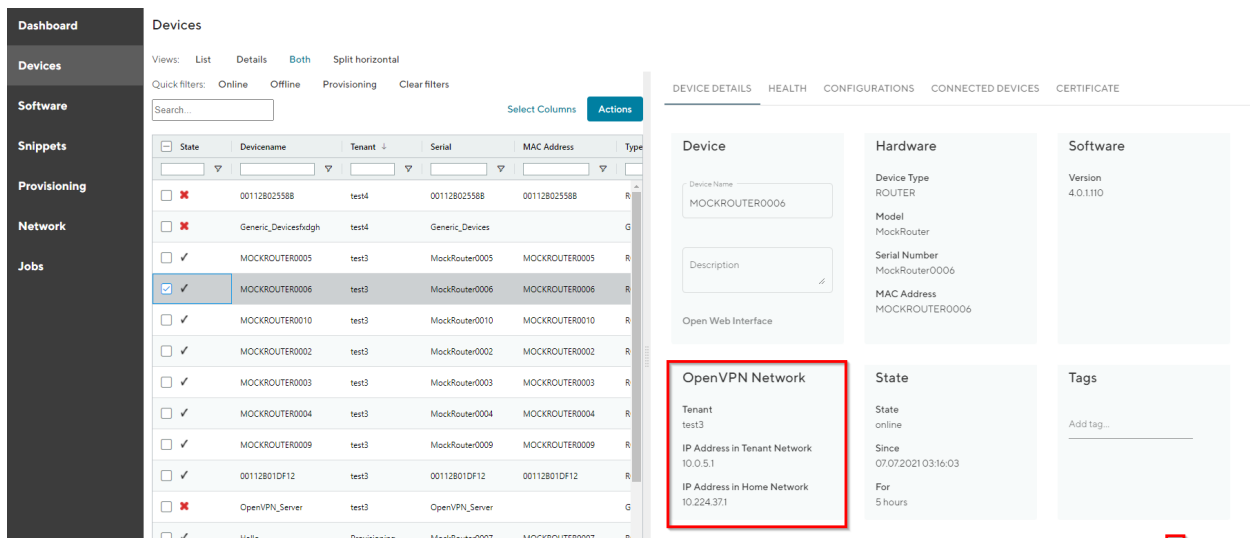 Dashboard
Devices
Software
Snippets
Provisioning
Network
Jobs
Devices
Views: List Details Both Split horizontal
Quick filters: Online Offline Provisioning Clear filters
Search...
Select Columns
Actions
State Devicename Tenant ↓ Serial MAC Address Type
00112B02558B test4 00112B02558B 00112B02558B R
Generic_Devicesfxdgh test4 Generic_Devices G
MOCKROUTER0005 test3 MockRouter0005 MOCKROUTER0005 R
MOCKROUTER0006 test3 MockRouter0006 MOCKROUTER0006 R
MOCKROUTER0010 test3 MockRouter0010 MOCKROUTER0010 R
MOCKROUTER0002 test3 MockRouter0002 MOCKROUTER0002 R
MOCKROUTER0003 test3 MockRouter0003 MOCKROUTER0003 R
MOCKROUTER0004 test3 MockRouter0004 MOCKROUTER0004 R
MOCKROUTER0009 test3 MockRouter0009 MOCKROUTER0009 R
00112B01DF12 test3 00112B01DF12 00112B01DF12 R
OpenVPN_Server test3 OpenVPN_Server G
Hello Provisioning MockRouter0007 MOCKROUTER0007 R
DEVICE DETAILS HEALTH CONFIGURATIONS CONNECTED DEVICES CERTIFICATE
Device
Device Name
MOCKROUTER0006
Description
Open Web Interface
Hardware
Device Type
ROUTER
Model
MockRouter
Serial Number
MockRouter0006
MAC Address
MOCKROUTER0006
Software
Version
4.0.1.110
OpenVPN Network
Tenant
test3
IP Address in Tenant Network
10.0.5.1
IP Address in Home Network
10.224.37.1
State
State
online
Since
07.07.2021 03:16:03
For
5 hours
Tags
Add tag...